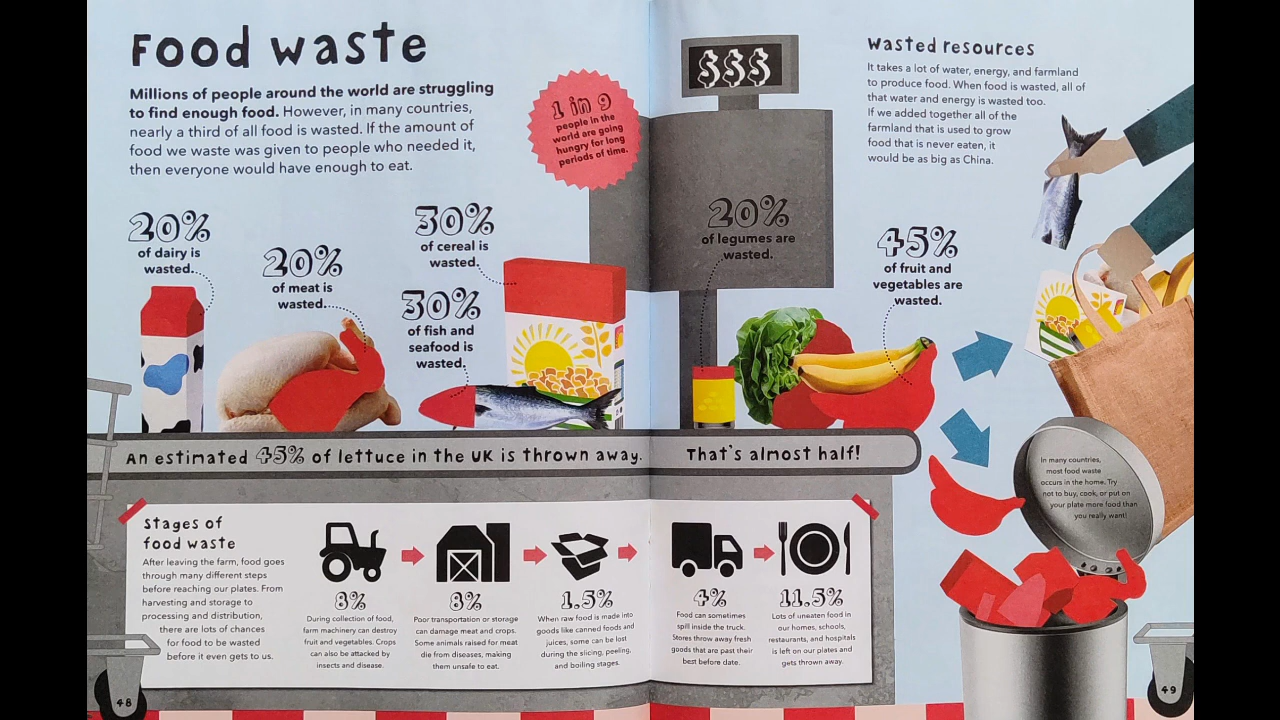 Food waste
Millions of people around the world are struggling
to find enough food. However, in many countries,
nearly a third of all food is wasted. If the amount of
food we waste was given to people who needed it,
then everyone would have enough to eat.
1 in 9
people in the
world are going
hungry for long
periods of time.
$$$
Wasted resources
It takes a lot of water, energy, and farmland
to produce food. When food is wasted, all of
that water and energy is wasted too.
If we added together all of the
farmland that is used to grow
food that is never eaten, it
would be as big as China.
20%
of dairy is
wasted.
20%
of meat is
wasted.
30%
of cereal is
wasted.
30%
of fish and
seafood is
wasted.
20%
of legumes are
wasted.
45%
of fruit and
vegetables are
wasted.
An estimated 45% of lettuce in the UK is thrown away.
That's almost half!
In many countries,
most food waste
occurs in the home. Try
not to buy, cook, or put on
your plate more food than
you really want!
Stages of
food waste
After leaving the farm, food goes
through many different steps
before reaching our plates. From
harvesting and storage to
processing and distribution,
there are lots of chances
for food to be wasted
before it even gets to us.
8%
During collection of food,
farm machinery can destroy
fruit and vegetables. Crops
can also be attacked by
insects and disease.
8%
Poor transportation or storage
can damage meat and crops.
Some animals raised for meat
die from diseases, making
them unsafe to eat.
1.5%
When raw food is made into
goods like canned foods and
juices, some can be lost
during the slicing, peeling,
and boiling stages.
4%
Food can sometimes
spill inside the truck.
Stores throw away fresh
goods that are past their
best before date.
11.5%
Lots of uneaten food in
our homes, schools,
restaurants, and hospitals
is left on our plates and
gets thrown away.
48
49